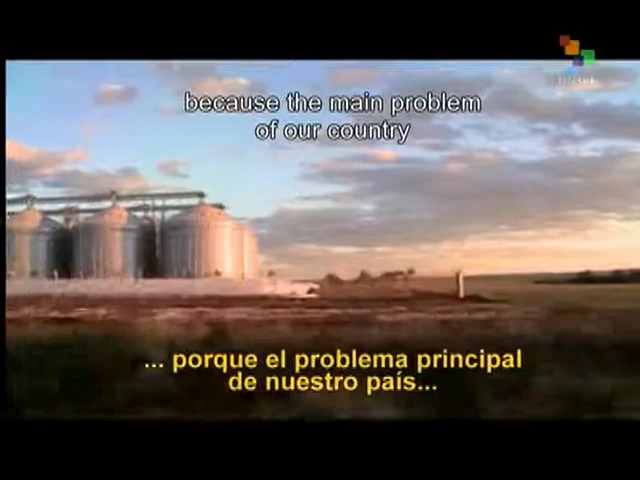 because the main problem
of our country
... porque el problema principal
de nuestro país...